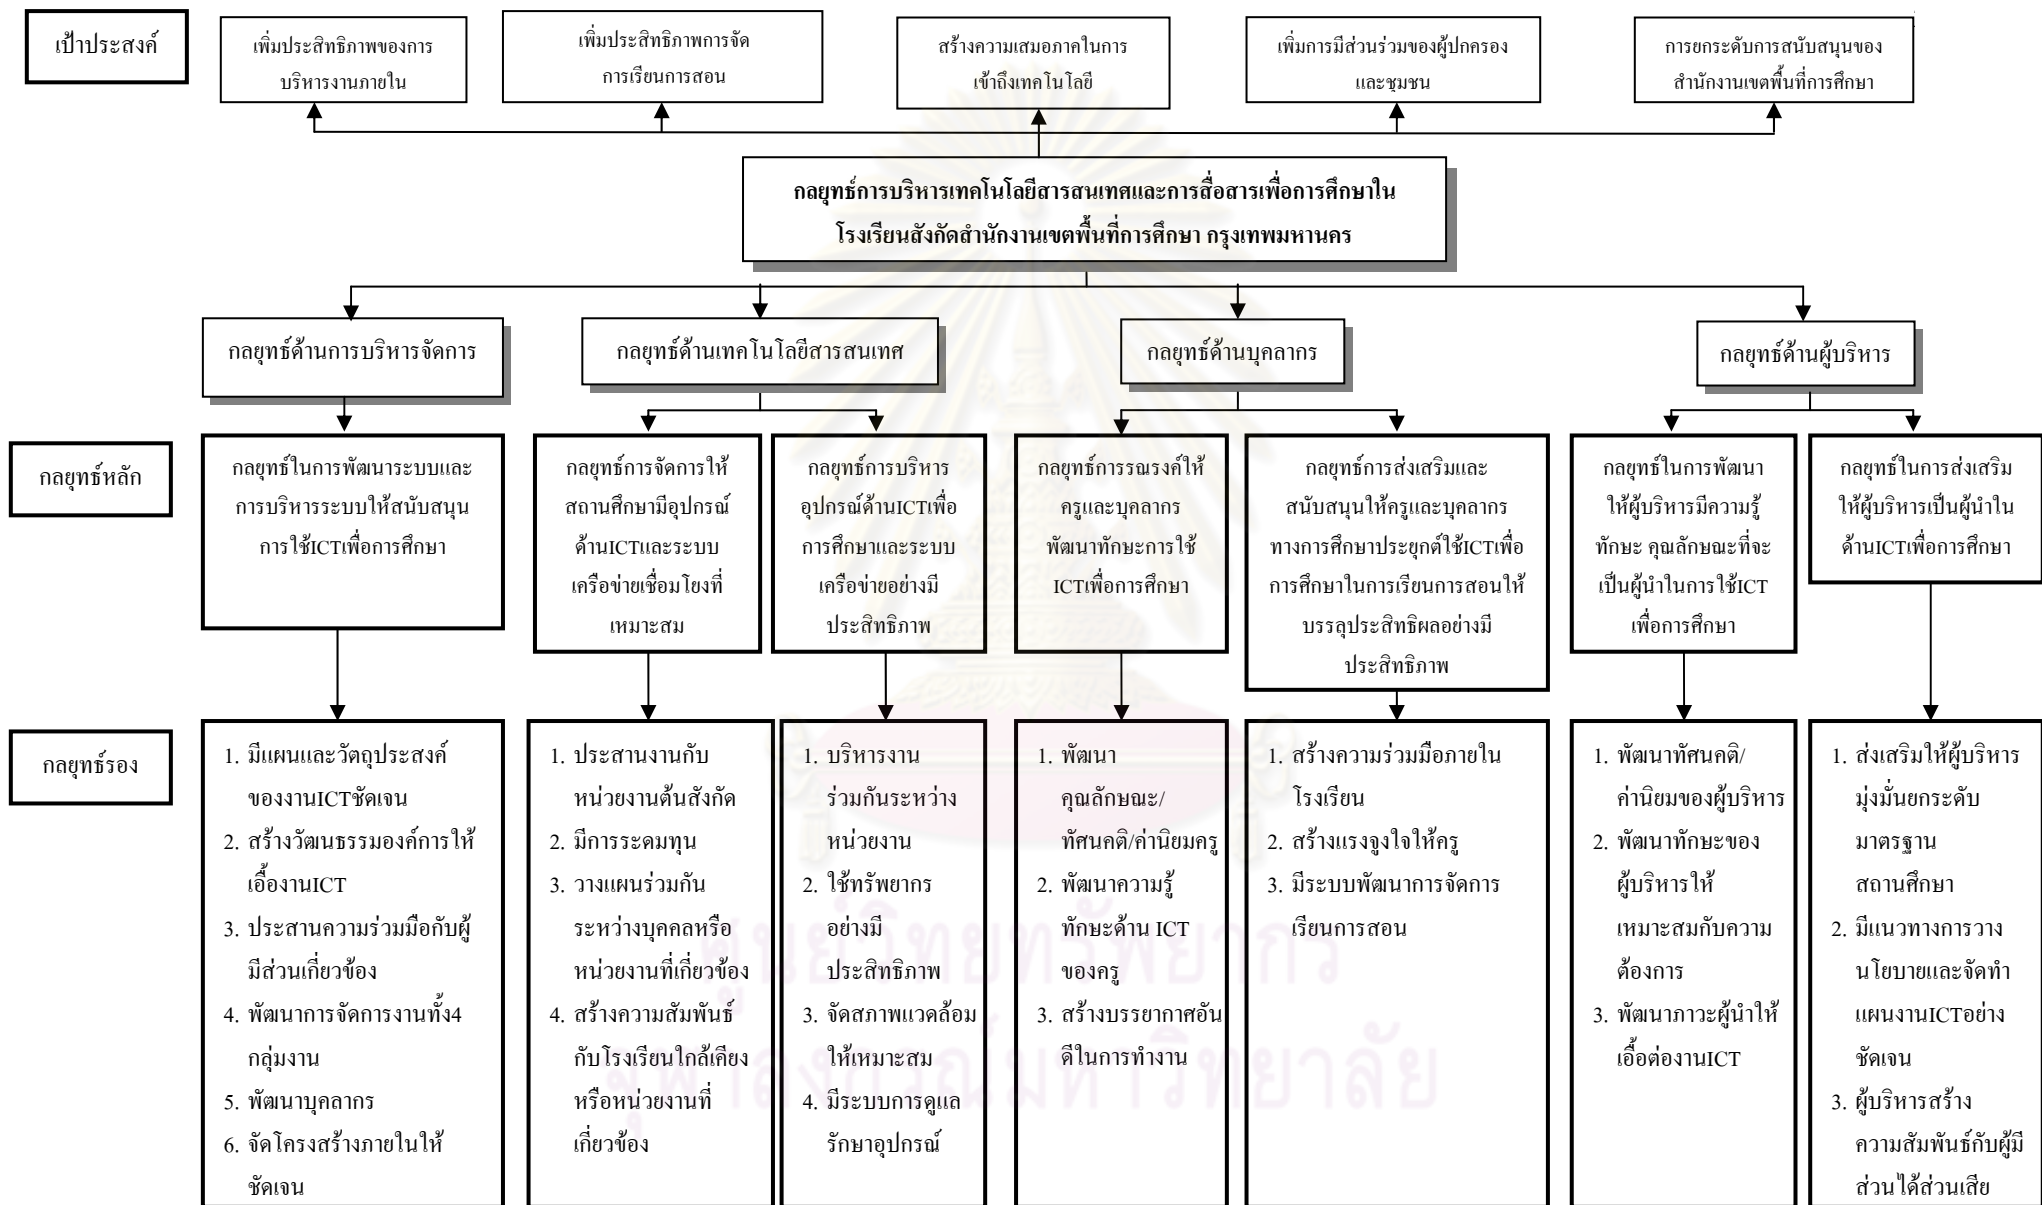 เป้าประสงค์
เพิ่มประสิทธิภาพของการ
บริหารงานภายใน
เพิ่มประสิทธิภาพการจัด
การเรียนการสอน
สร้างความเสมอภาคในการ
เข้าถึงเทคโนโลยี
เพิ่มการมีส่วนร่วมของผู้ปกครอง
และชุมชน
การยกระดับการสนับสนุนของ
สำนักงานเขตพื้นที่การศึกษา
กลยุทธ์การบริหารเทคโนโลยีสารสนเทศและการสื่อสารเพื่อการศึกษาใน
โรงเรียนสังกัดสำนักงานเขตพื้นที่การศึกษา กรุงเทพมหานคร
กลยุทธ์ด้านการบริหารจัดการ
กลยุทธ์ด้านเทคโนโลยีสารสนเทศ
กลยุทธ์ด้านบุคลากร
กลยุทธ์ด้านผู้บริหาร
กลยุทธ์หลัก
กลยุทธ์ในการพัฒนาระบบและ
การบริหารระบบให้สนับสนุน
การใช้ICTเพื่อการศึกษา
กลยุทธ์การจัดการให้
สถานศึกษามีอุปกรณ์
ด้านICTและระบบ
เครือข่ายเชื่อมโยงที่
เหมาะสม
กลยุทธ์การบริหาร
อุปกรณ์ด้านICTเพื่อ
การศึกษาและระบบ
เครือข่ายอย่างมี
ประสิทธิภาพ
กลยุทธ์การรณรงค์ให้
ครูและบุคลากร
พัฒนาทักษะการใช้
ICTเพื่อการศึกษา
กลยุทธ์การส่งเสริมและ
สนับสนุนให้ครูและบุคลากร
ทางการศึกษาประยุกต์ใช้ICTเพื่อ
การศึกษาในการเรียนการสอนให้
บรรลุประสิทธิผลอย่างมี
ประสิทธิภาพ
กลยุทธ์ในการพัฒนา
ให้ผู้บริหารมีความรู้
ทักษะ คุณลักษณะที่จะ
เป็นผู้นำในการใช้ICT
เพื่อการศึกษา
กลยุทธ์ในการส่งเสริม
ให้ผู้บริหารเป็นผู้นำใน
ด้านICTเพื่อการศึกษา
กลยุทธ์รอง
1. มีแผนและวัตถุประสงค์
ของงานICTชัดเจน
2. สร้างวัฒนธรรมองค์การให้
เอื้องานICT
3. ประสานความร่วมมือกับผู้
มีส่วนเกี่ยวข้อง
4. พัฒนาการจัดการงานทั้ง4
กลุ่มงาน
5. พัฒนาบุคลากร
6. จัดโครงสร้างภายในให้
ชัดเจน
1. ประสานงานกับ
หน่วยงานต้นสังกัด
2. มีการระดมทุน
3. วางแผนร่วมกัน
ระหว่างบุคคลหรือ
หน่วยงานที่เกี่ยวข้อง
4. สร้างความสัมพันธ์
กับโรงเรียนใกล้เคียง
หรือหน่วยงานที่
เกี่ยวข้อง
1. บริหารงาน
ร่วมกันระหว่าง
หน่วยงาน
2. ใช้ทรัพยากร
อย่างมี
ประสิทธิภาพ
3. จัดสภาพแวดล้อม
ให้เหมาะสม
4. มีระบบการดูแล
รักษาอุปกรณ์
1. พัฒนา
คุณลักษณะ/
ทัศนคติ/ค่านิยมครู
2. พัฒนาความรู้
ทักษะด้าน ICT
ของครู
3. สร้างบรรยากาศอัน
ดีในการทำงาน
1. สร้างความร่วมมือภายใน
โรงเรียน
2. สร้างแรงจูงใจให้ครู
3. มีระบบพัฒนาการจัดการ
เรียนการสอน
1. พัฒนาทัศนคติ/
ค่านิยมของผู้บริหาร
2. พัฒนาทักษะของ
ผู้บริหารให้
เหมาะสมกับความ
ต้องการ
3. พัฒนาภาวะผู้นำให้
เอื้อต่องานICT
1. ส่งเสริมให้ผู้บริหาร
มุ่งมั่นยกระดับ
มาตรฐาน
สถานศึกษา
2. มีแนวทางการวาง
นโยบายและจัดทำ
แผนงานICTอย่าง
ชัดเจน
3. ผู้บริหารสร้าง
ความสัมพันธ์กับผู้มี
ส่วนได้ส่วนเสีย
ศูนย์วิทยทรัพยากร
จุฬาลงกรณ์มหาวิทยาลัย